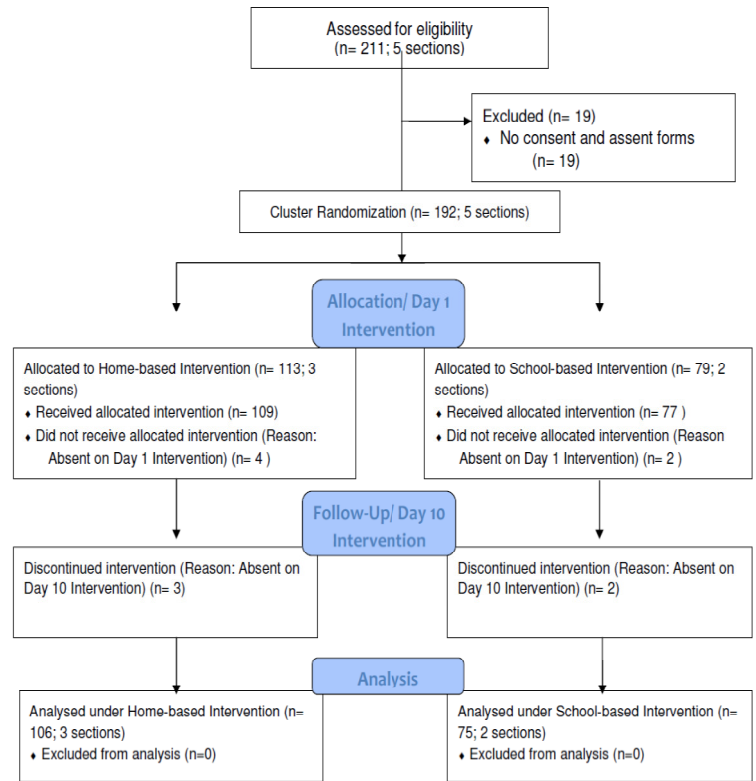 Assessed for eligibility
(n= 211; 5 sections)
Excluded (n= 19)
♦ No consent and assent forms
(n= 19)
Cluster Randomization (n= 192; 5 sections)
Allocation/ Day 1
Intervention
Allocated to Home-based Intervention (n= 113; 3
sections)
♦ Received allocated intervention (n= 109)
♦ Did not receive allocated intervention (Reason:
Absent on Day 1 Intervention) (n= 4 )
Allocated to School-based Intervention (n= 79; 2
sections)
♦ Received allocated intervention (n= 77 )
♦ Did not receive allocated intervention (Reason
Absent on Day 1 Intervention) (n= 2 )
Follow-Up/ Day 10
Intervention
Discontinued intervention (Reason: Absent on
Day 10 Intervention) (n= 3)
Discontinued intervention (Reason: Absent on
Day 10 Intervention) (n= 2)
Analysis
Analysed under Home-based Intervention (n=
106; 3 sections)
♦ Excluded from analysis (n=0)
Analysed under School-based Intervention (n=
75; 2 sections)
♦ Excluded from analysis (n=0)